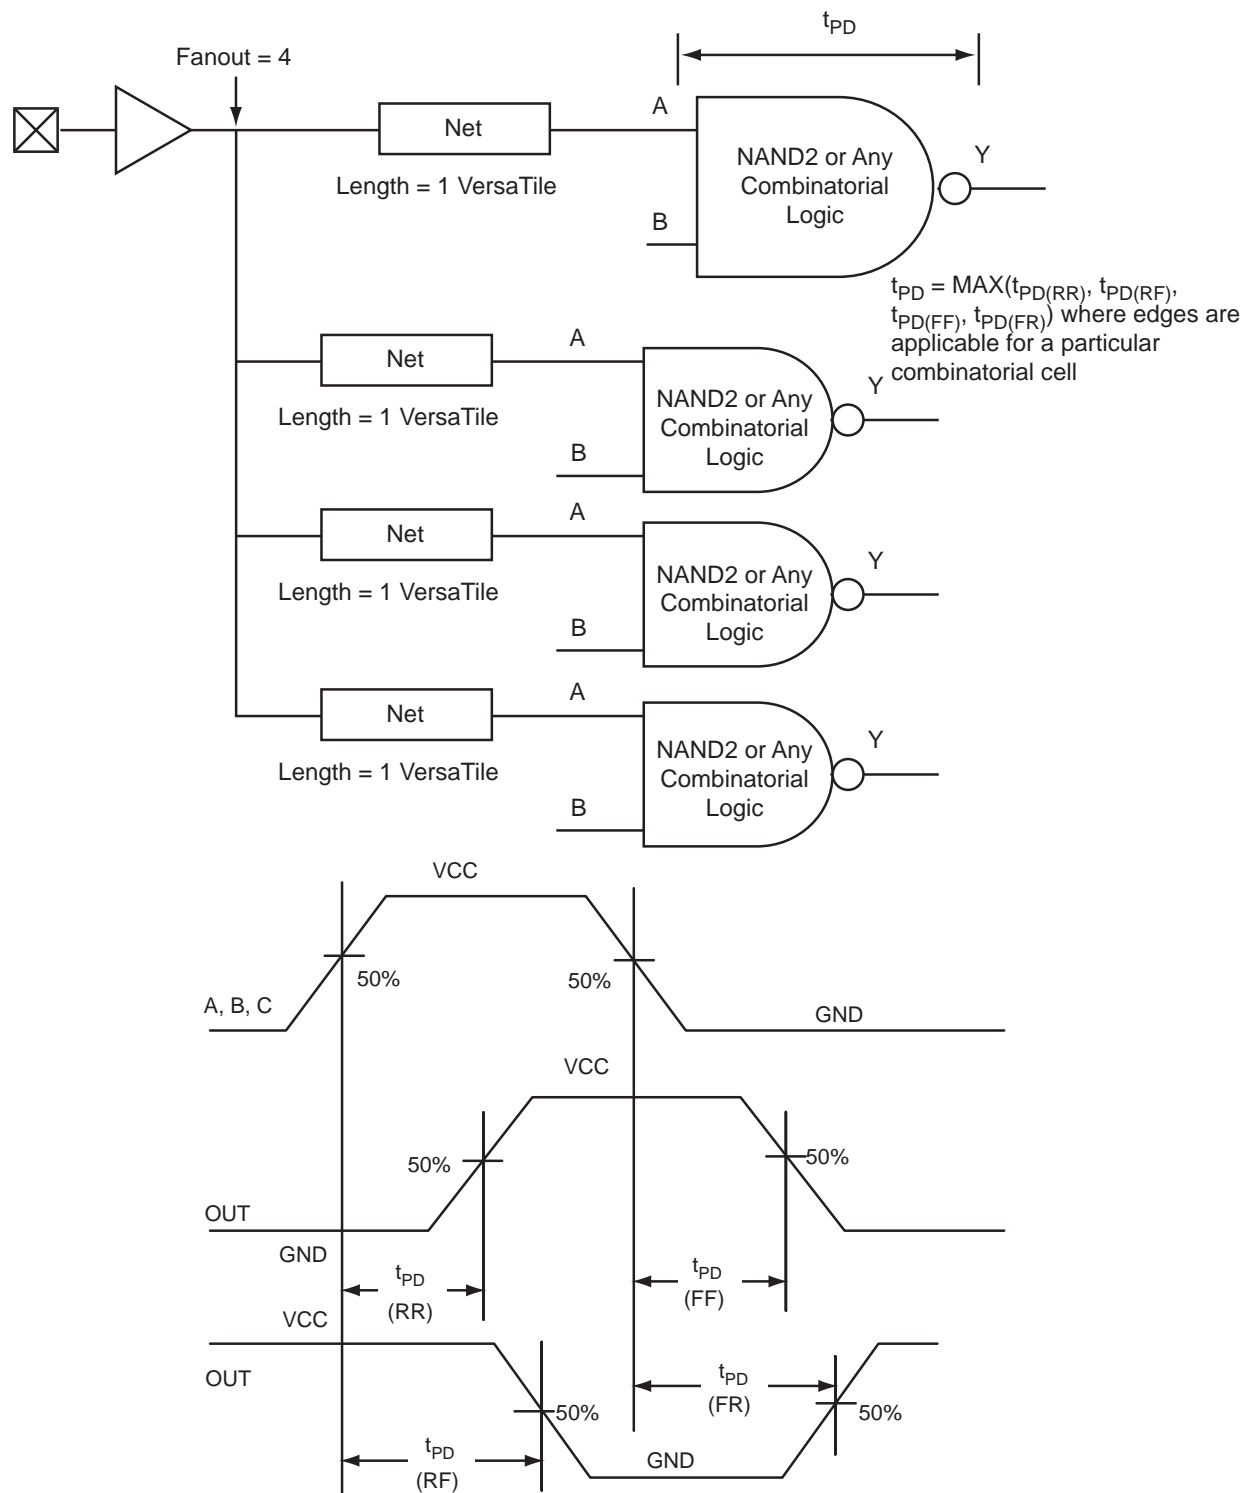 tPD
Fanout = 4
A
Net
NAND2 or Any
Combinatorial
Logic
Y
Length = 1 VersaTile
B
tPD = MAX(tPD(RR), tPD(RF),
tPD(FF), tPD(FR)) where edges are
applicable for a particular
combinatorial cell
A
Net
NAND2 or Any
Combinatorial
Logic
Y
Length = 1 VersaTile
B
A
Net
NAND2 or Any
Combinatorial
Logic
Y
Length = 1 VersaTile
B
A
Net
NAND2 or Any
Combinatorial
Logic
Y
Length = 1 VersaTile
B
VCC
50%
50%
A, B, C
GND
VCC
50%
50%
OUT
GND
tPD
(RR)
tPD
(FF)
VCC
OUT
tPD
(FR)
50%
50%
tPD
(RF)
GND